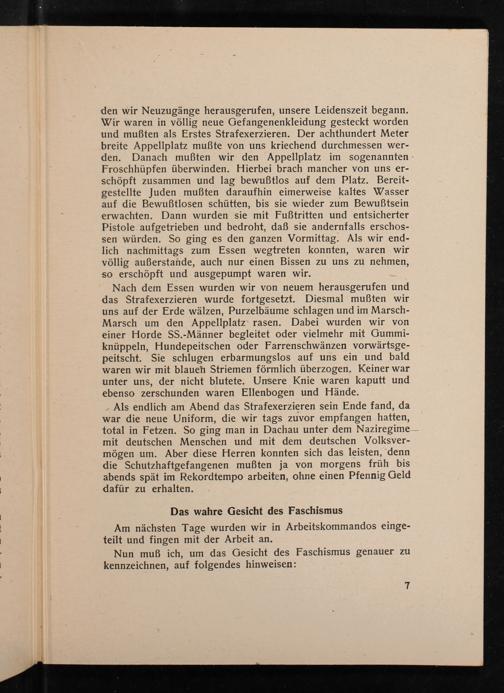 den wir Neuzugänge herausgerufen, unsere Leidenszeit begann.
Wir waren in völlig neue Gefangenenkleidung gesteckt worden
und mußten als Erstes Strafexerzieren. Der achthundert Meter
breite Appellplatz mußte von uns kriechend durchmessen wer-
den. Danach mußten wir den Appellplatz im sogenannten
Froschhüpfen überwinden. Hierbei brach mancher von uns er-
schöpft zusammen und lag bewußtlos auf dem Platz. Bereit-
gestellte Juden mußten daraufhin eimerweise kaltes Wasser
auf die Bewußtlosen schütten, bis sie wieder zum Bewußtsein
erwachten. Dann wurden sie mit Fußtritten und entsicherter
Pistole aufgetrieben und bedroht, daß sie andernfalls erschos-
sen würden. So ging es den ganzen Vormittag. Als wir end-
lich nachmittags zum Essen wegtreten konnten, waren wir
völlig außerstande, auch nur einen Bissen zu uns zu nehmen,
so erschöpft und ausgepumpt waren wir.
Nach dem Essen wurden wir von neuem herausgerufen und
das Strafexerzieren wurde fortgesetzt. Diesmal mußten wir
uns auf der Erde wälzen, Purzelbäume schlagen und im Marsch-
Marsch um den Appellplatz rasen. Dabei wurden wir von
einer Horde SS.-Männer begleitet oder vielmehr mit Gummi-
knüppeln, Hundepeitschen oder Farrenschwänzen vorwärtsge-
peitscht. Sie schlugen erbarmungslos auf uns ein und bald
waren wir mit blauen Striemen förmlich überzogen. Keiner war
unter uns, der nicht blutete. Unsere Knie waren kaputt und
ebenso zerschunden waren Ellenbogen und Hände.
Als endlich am Abend das Strafexerzieren sein Ende fand, da
war die neue Uniform, die wir tags zuvor empfangen hatten,
total in Fetzen. So ging man in Dachau unter dem Naziregime
mit deutschen Menschen und mit dem deutschen Volksver-
mögen um. Aber diese Herren konnten sich das leisten, denn
die Schutzhaftgefangenen mußten ja von morgens früh bis
abends spät im Rekordtempo arbeiten, ohne einen Pfennig Geld
dafür zu erhalten.
Das wahre Gesicht des Faschismus
Am nächsten Tage wurden wir in Arbeitskommandos einge-
teilt und fingen mit der Arbeit an.
Nun muß ich, um das Gesicht des Faschismus genauer zu
kennzeichnen, auf folgendes hinweisen:
7